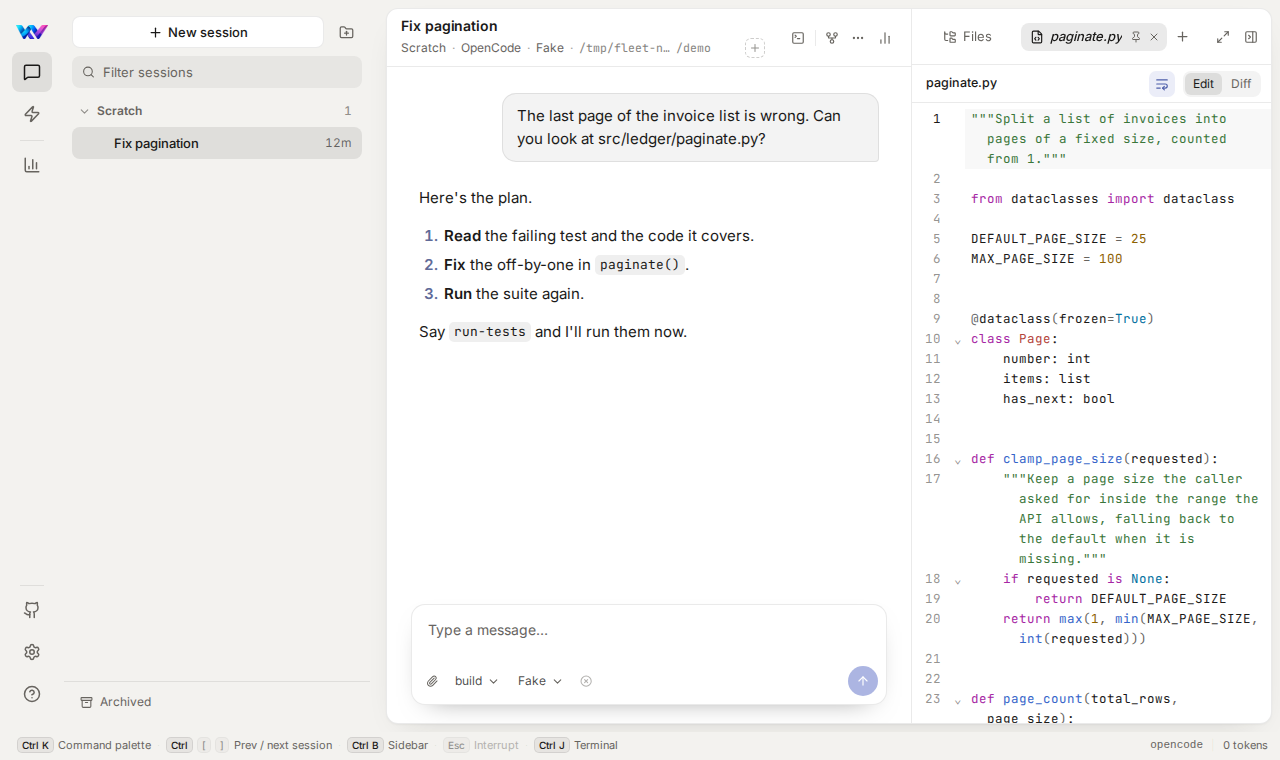 New session
Filter sessions
Scratch 1
Fix pagination 12m
Archived
Fix pagination
Scratch · OpenCode · Fake · /tmp/fleet-n… /demo
The last page of the invoice list is wrong. Can
you look at src/ledger/paginate.py?
Here's the plan.
1. Read the failing test and the code it covers.
2. Fix the off-by-one in paginate().
3. Run the suite again.
Say run-tests and I'll run them now.
Type a message...
build Fake
Files paginate.py
paginate.py Edit Diff
1 """Split a list of invoices into
pages of a fixed size, counted
from 1."""
2
3 from dataclasses import dataclass
4
5 DEFAULT_PAGE_SIZE = 25
6 MAX_PAGE_SIZE = 100
7
8
9 @dataclass(frozen=True)
10 class Page:
11 number: int
12 items: list
13 has_next: bool
14
15
16 def clamp_page_size(requested):
17 """Keep a page size the caller
asked for inside the range the
API allows, falling back to
the default when it is
missing."""
18 if requested is None:
19 return DEFAULT_PAGE_SIZE
20 return max(1, min(MAX_PAGE_SIZE,
int(requested)))
21
22
23 def page_count(total_rows,
page_size):
Ctrl K Command palette Ctrl [ ] Prev / next session Ctrl B Sidebar Esc Interrupt Ctrl J Terminal opencode 0 tokens